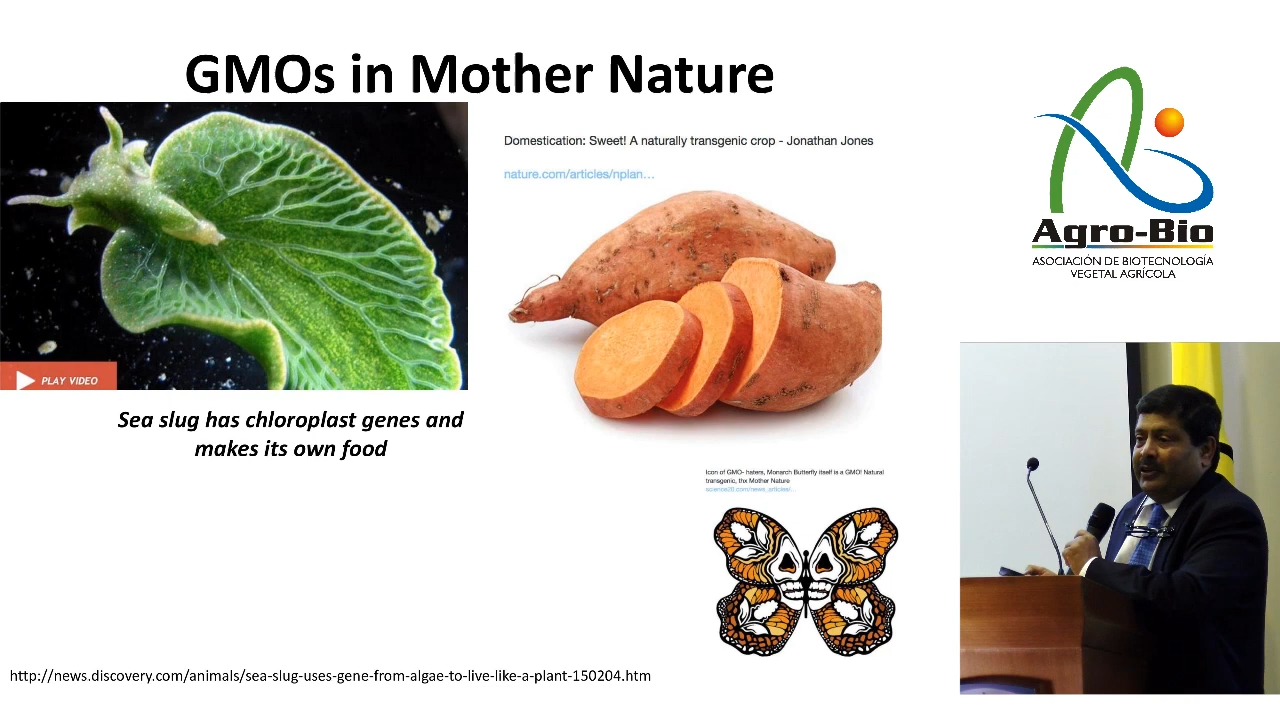 GMOs in Mother Nature
Domestication: Sweet! A naturally transgenic crop - Jonathan Jones
nature.com/articles/nplan…
PLAY VIDEO
Sea slug has chloroplast genes and
makes its own food
Icon of GMO- haters, Monarch Butterfly itself is a GMO! Natural
transgenic, thx Mother Nature
science20.com/news_articles/...
http://news.discovery.com/animals/sea-slug-uses-gene-from-algae-to-live-like-a-plant-150204.htm
Agro-Bio
ASOCIACIÓN DE BIOTECNOLOGÍA
VEGETAL AGRÍCOLA